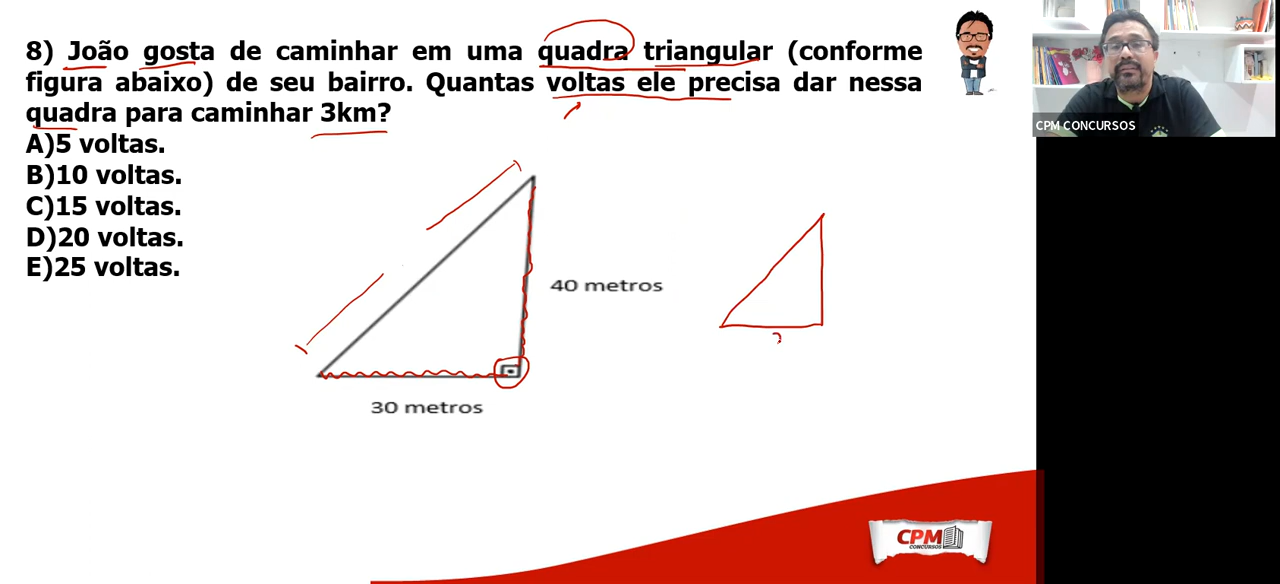 8) João gosta de caminhar em uma quadra triangular (conforme
figura abaixo) de seu bairro. Quantas voltas ele precisa dar nessa
quadra para caminhar 3km?
A)5 voltas.
B)10 voltas.
C)15 voltas.
D)20 voltas.
E)25 voltas.
40 metros
30 metros
CPM CONCURSOS
CPM
CONCURSOS